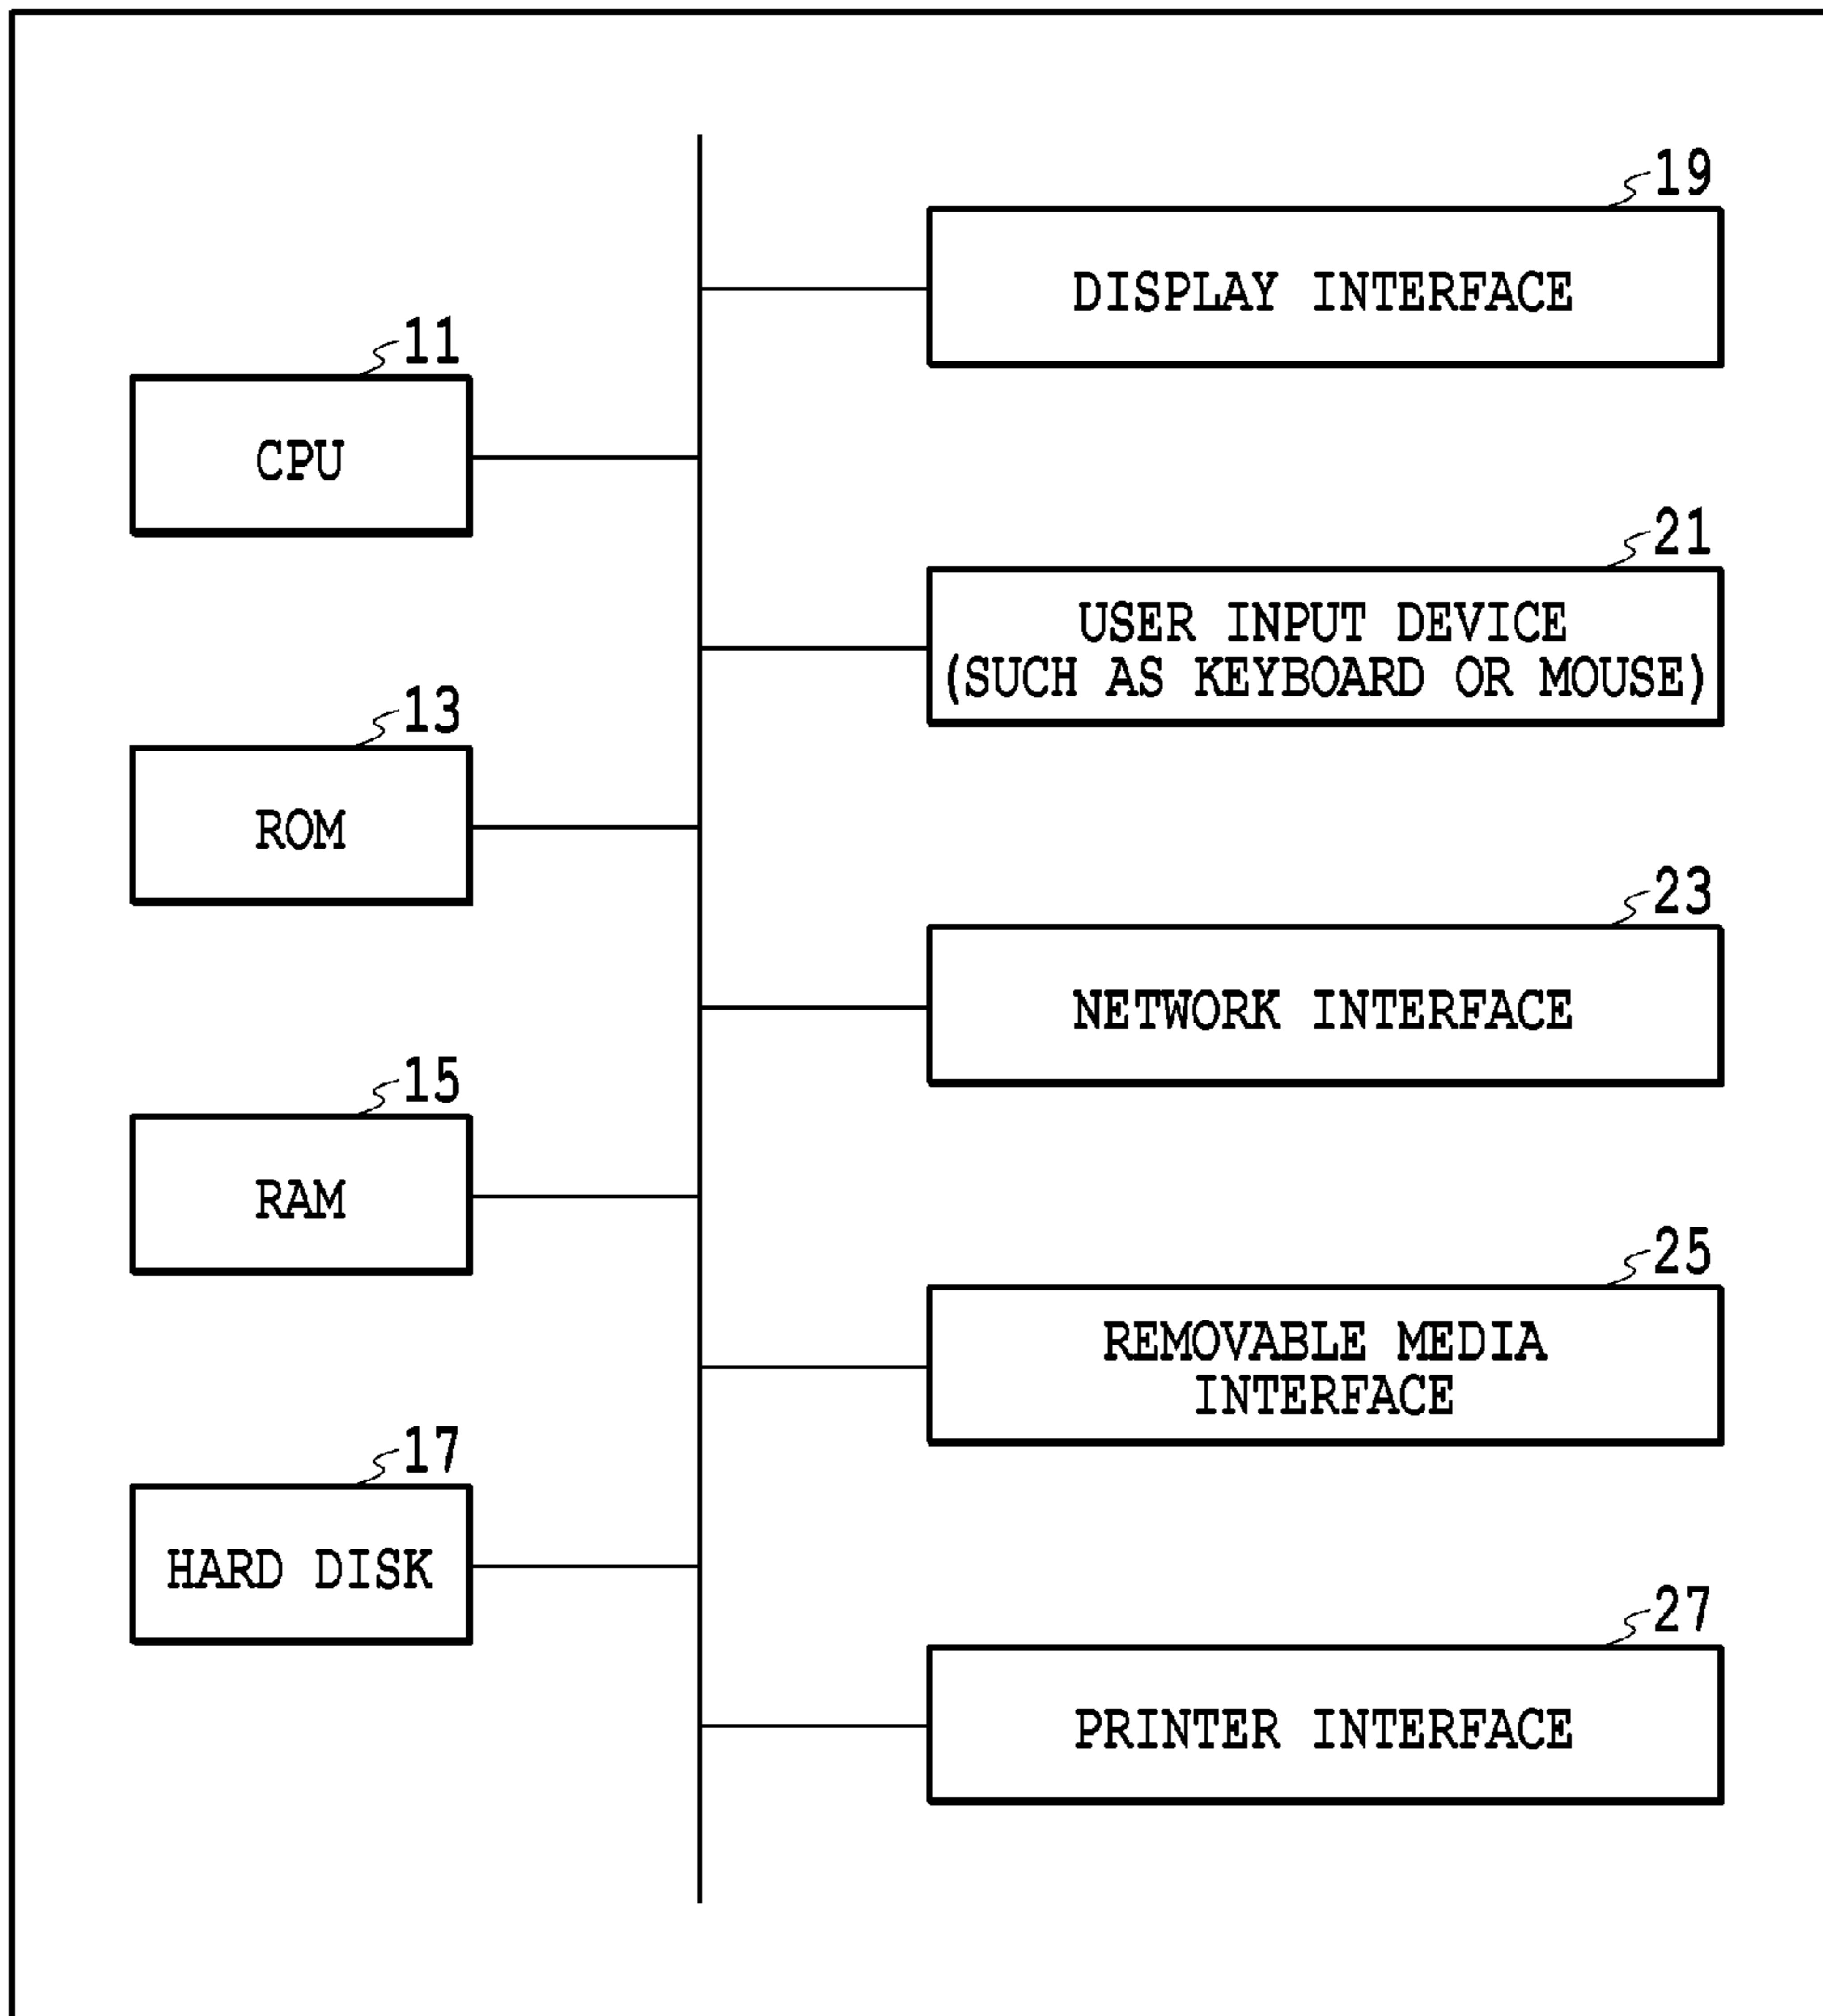 11
CPU
13
ROM
15
RAM
17
HARD DISK
19
DISPLAY INTERFACE
21
USER INPUT DEVICE
(SUCH AS KEYBOARD OR MOUSE)
23
NETWORK INTERFACE
25
REMOVABLE MEDIA
INTERFACE
27
PRINTER INTERFACE